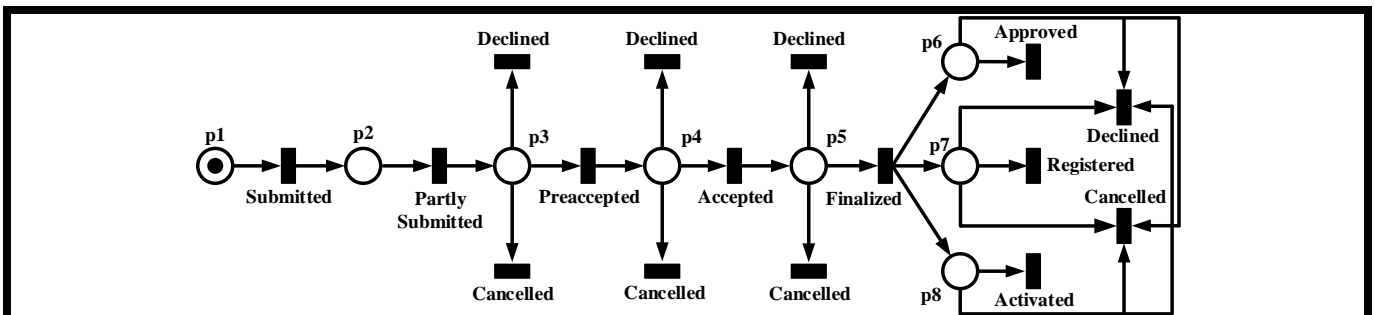 Declined
Declined
Declined
p6
Approved
p1
p2
p3
p4
p5
p7
Declined
Submitted
Partly
Submitted
Preaccepted
Accepted
Finalized
Registered
Cancelled
Cancelled
Cancelled
Cancelled
p8
Activated